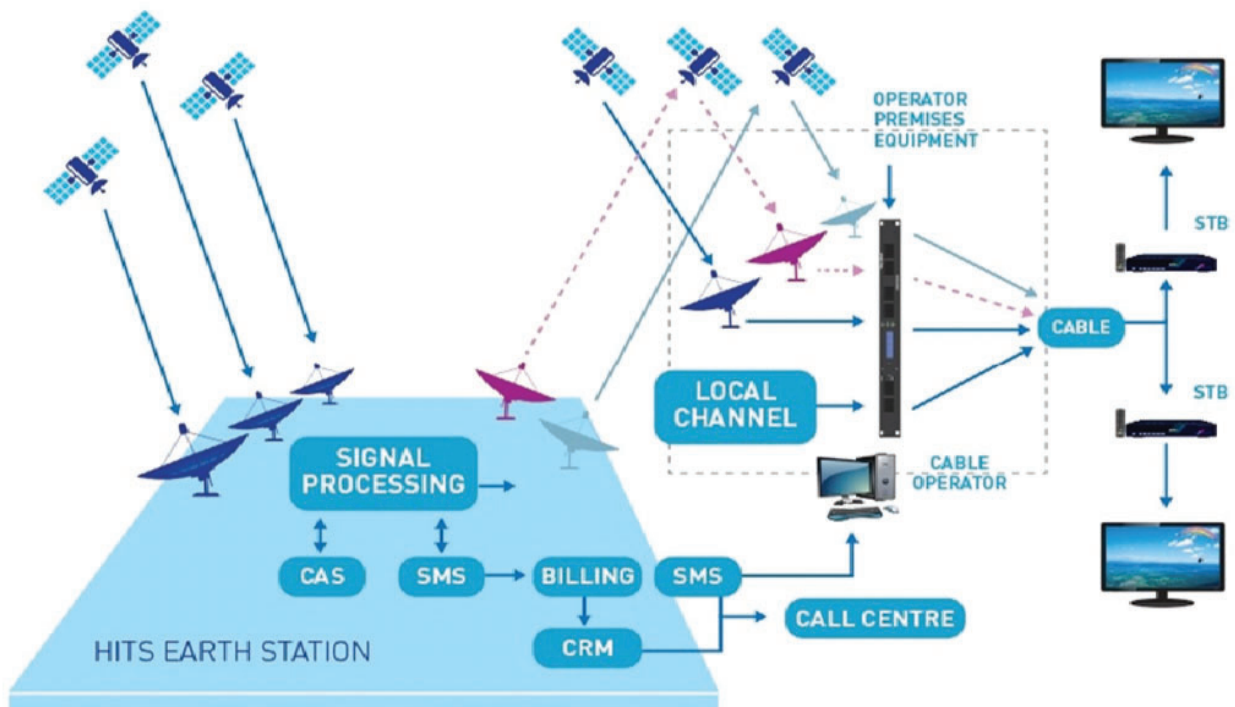 OPERATOR
PREMISES
EQUIPMENT
STB
CABLE
LOCAL
CHANNEL
STB
SIGNAL
PROCESSING
CABLE
OPERATOR
CAS
SMS
BILLING
SMS
CALL CENTRE
CRM
HITS EARTH STATION